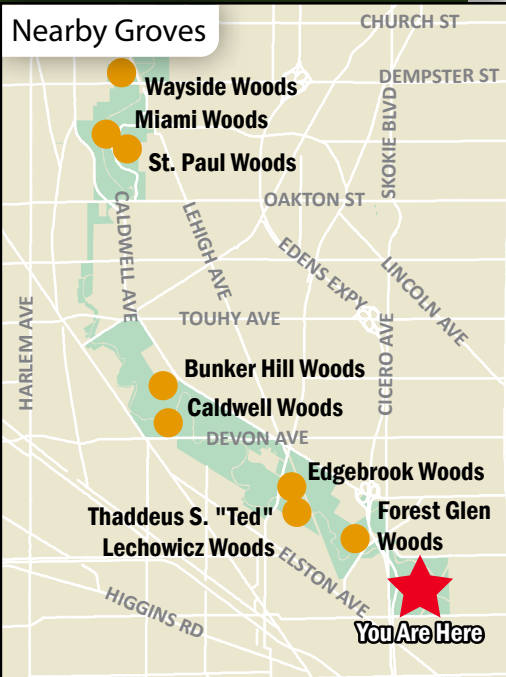 Nearby Groves
CHURCH ST
Wayside Woods
DEMPSTER ST
Miami Woods
SKOKIE BLVD
St. Paul Woods
OAKTON ST
CALDWELL AVE
LEHIGH AVE
EDENS EXPY
LINCOLN AVE
HARLEM AVE
TOUHY AVE
CICERO AVE
Bunker Hill Woods
Caldwell Woods
DEVON AVE
Edgebrook Woods
Thaddeus S. "Ted"
Lechowicz Woods
Forest Glen
Woods
ELSTON AVE
HIGGINS RD
You Are Here